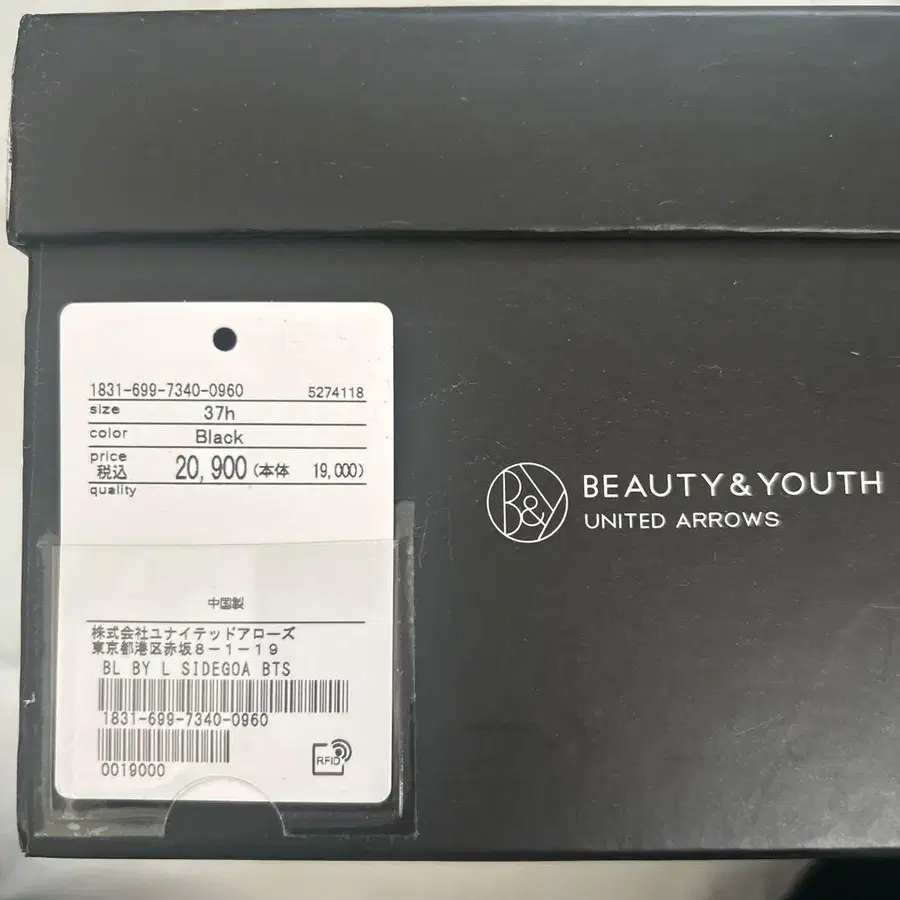 1831-699-7340-0960 5274118
size 37h
color Black
price
税込 20,900 (本体 19,000)
quality
中国製
株式会社ユナイテッドアローズ
東京都港区赤坂8-1-19
BL BY L SIDEGOA BTS
1831-699-7340-0960
0019000
RFID
B&Y
BEAUTY&YOUTH
UNITED ARROWS